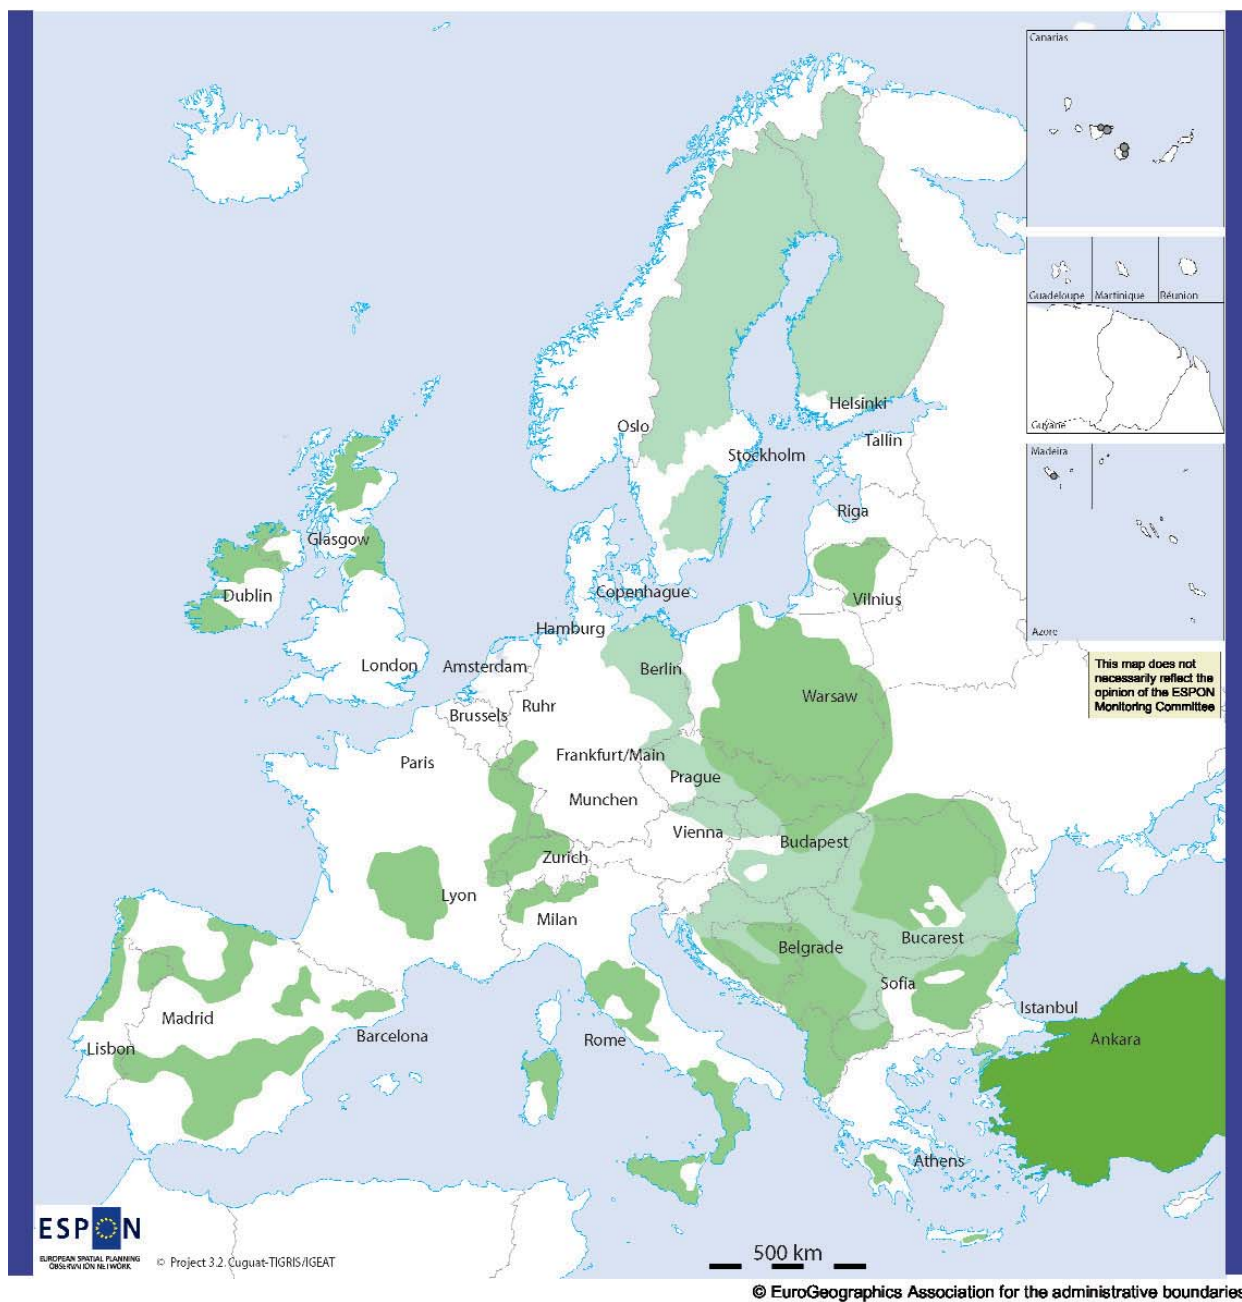 Canarias
Guadeloupe
Martinique
Réunion
Guyane
Madeira
Azore
This map does not
necessarily reflect the
opinion of the ESPON
Monitoring Committee
Helsinki
Oslo
Tallin
Stockholm
Riga
Glasgow
Dublin
Copenhague
Vilnius
Hamburg
London
Amsterdam
Berlin
Warsaw
Ruhr
Brussels
Paris
Frankfurt/Main
Prague
Munchen
Vienna
Budapest
Zurich
Lyon
Milan
Belgrade
Bucarest
Sofia
Istanbul
Madrid
Barcelona
Rome
Ankara
Lisbon
Athens
ESPON
EUROPEAN SPATIAL PLANNING
OBSERVATION NETWORK
© Project 3.2. Cuguat-TIGRIS/IGEAT
500 km
© EuroGeographics Association for the administrative boundaries